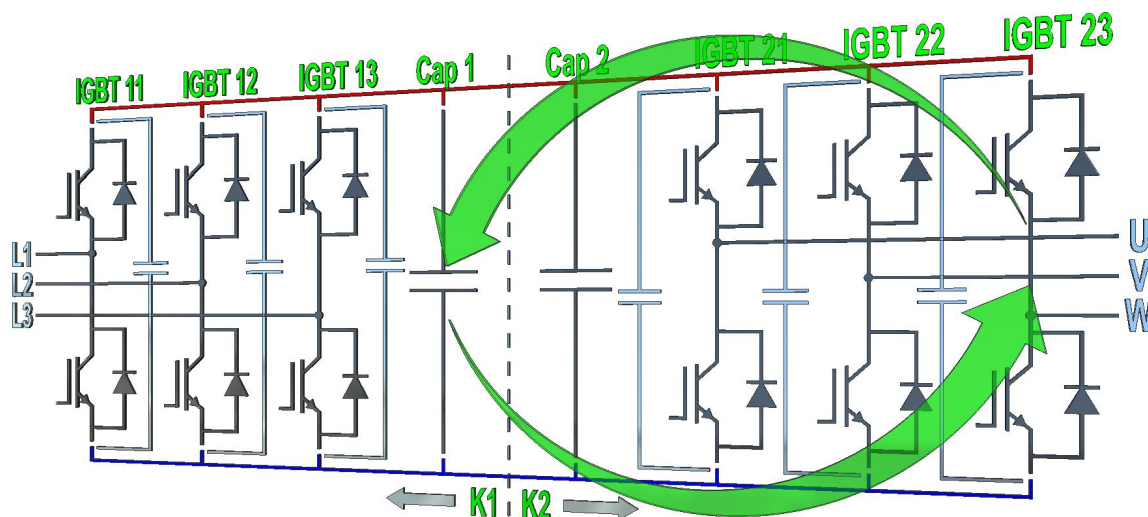 IGBT 11
IGBT 12
IGBT 13
Cap 1
Cap 2
IGBT 21
IGBT 22
IGBT 23
L1
L2
L3
U
V
W
K1
K2